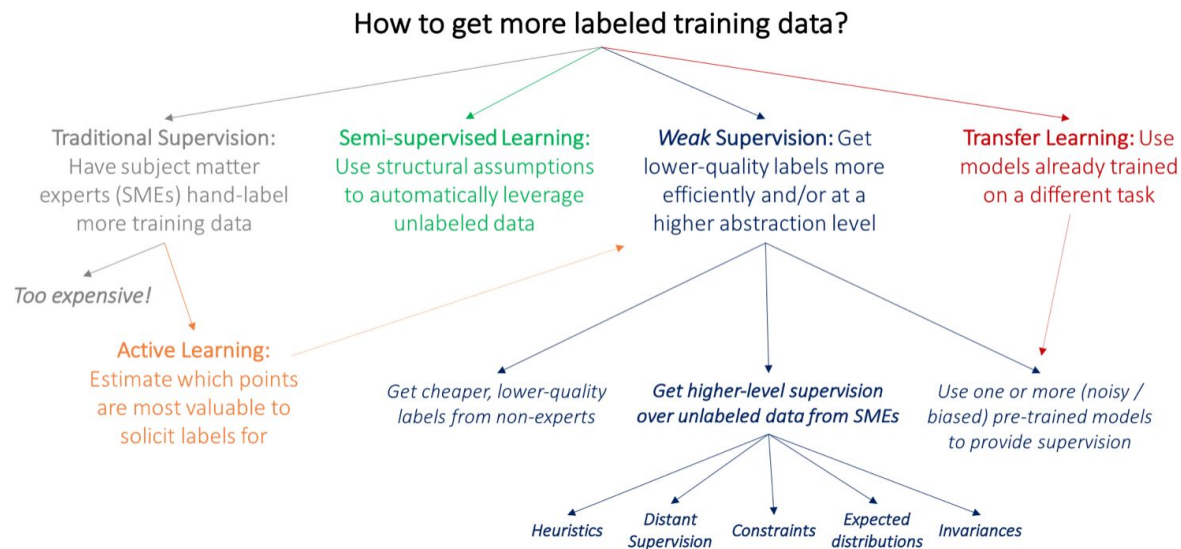 How to get more labeled training data?
Traditional Supervision:
Have subject matter
experts (SMEs) hand-label
more training data
Semi-supervised Learning:
Use structural assumptions
to automatically leverage
unlabeled data
Weak Supervision: Get
lower-quality labels more
efficiently and/or at a
higher abstraction level
Transfer Learning: Use
models already trained
on a different task
Too expensive!
Active Learning:
Estimate which points
are most valuable to
solicit labels for
Get cheaper, lower-quality
labels from non-experts
Get higher-level supervision
over unlabeled data from SMEs
Use one or more (noisy /
biased) pre-trained models
to provide supervision
Heuristics
Distant
Supervision
Constraints
Expected
distributions
Invariances